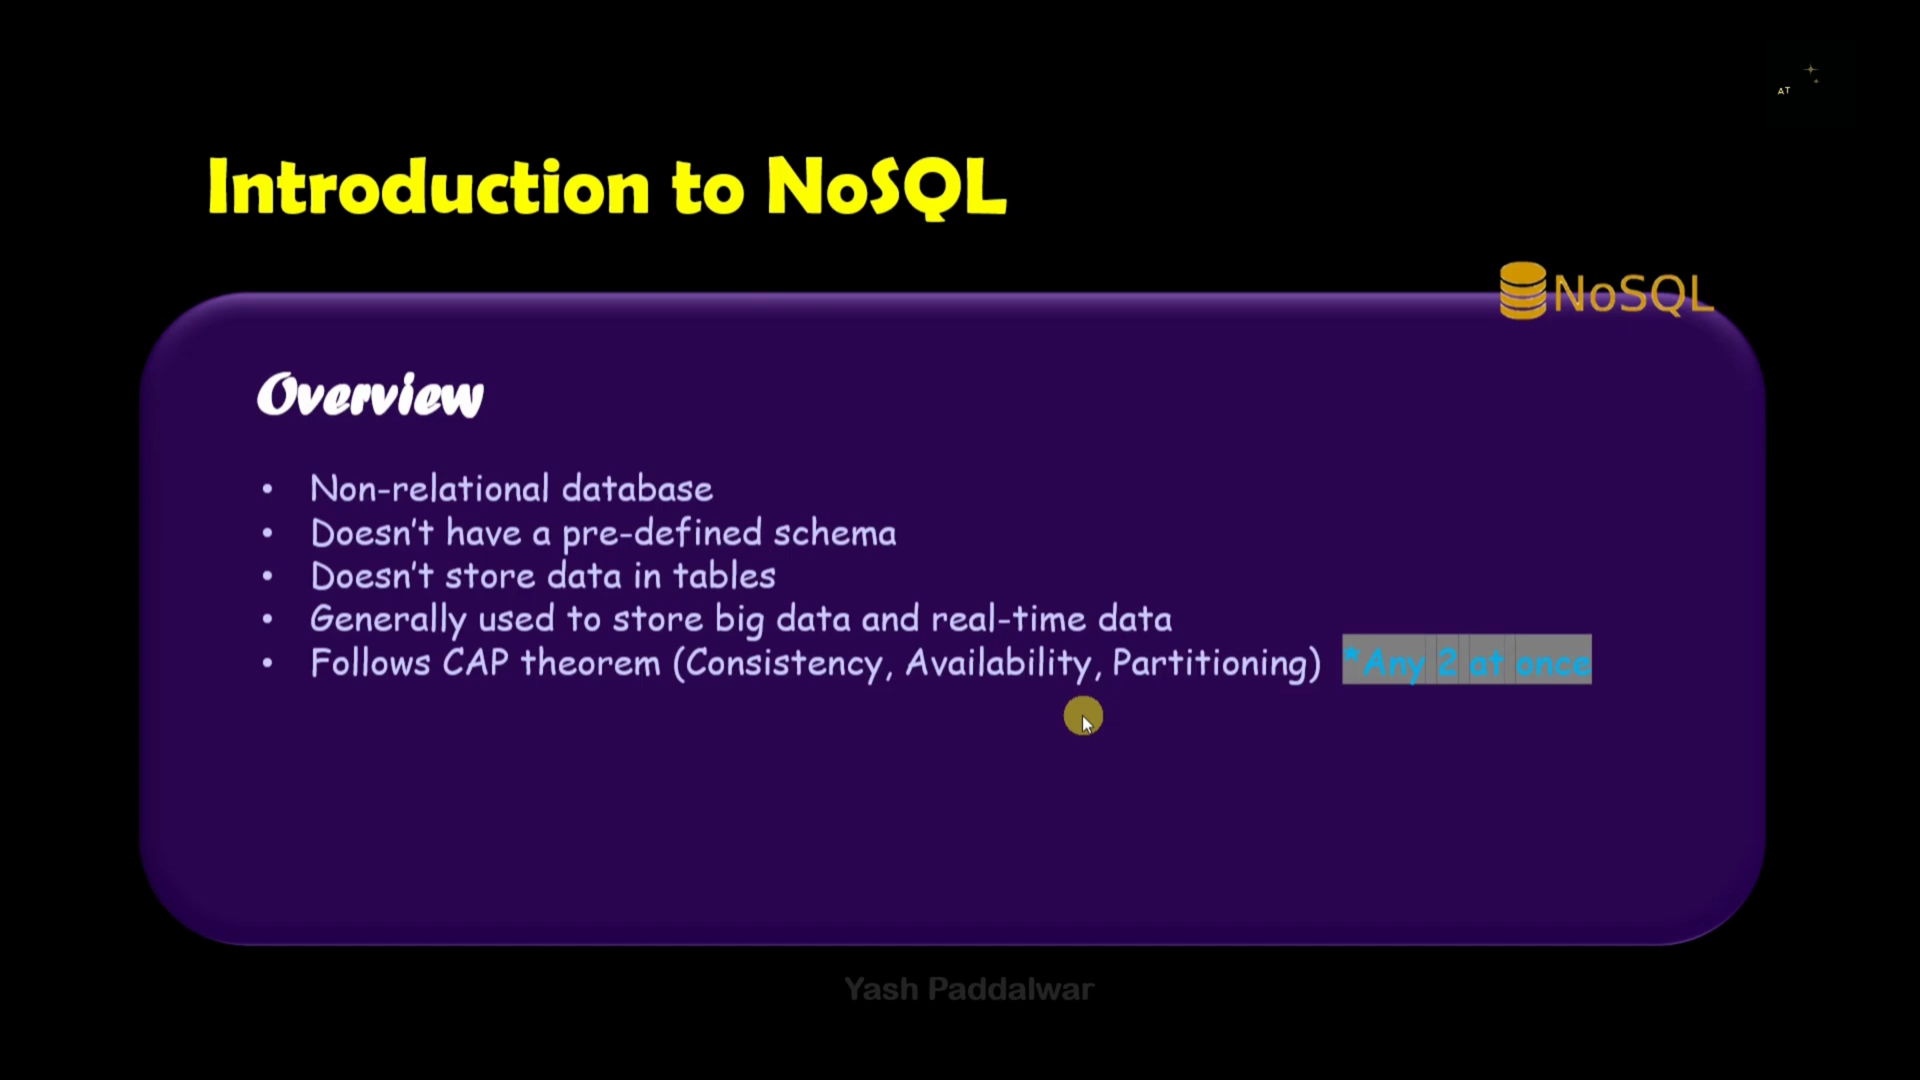 AT
Introduction to NoSQL
NoSQL
Overview
• Non-relational database
• Doesn't have a pre-defined schema
• Doesn't store data in tables
• Generally used to store big data and real-time data
• Follows CAP theorem (Consistency, Availability, Partitioning) *Any 2 at once
Yash Paddalwar